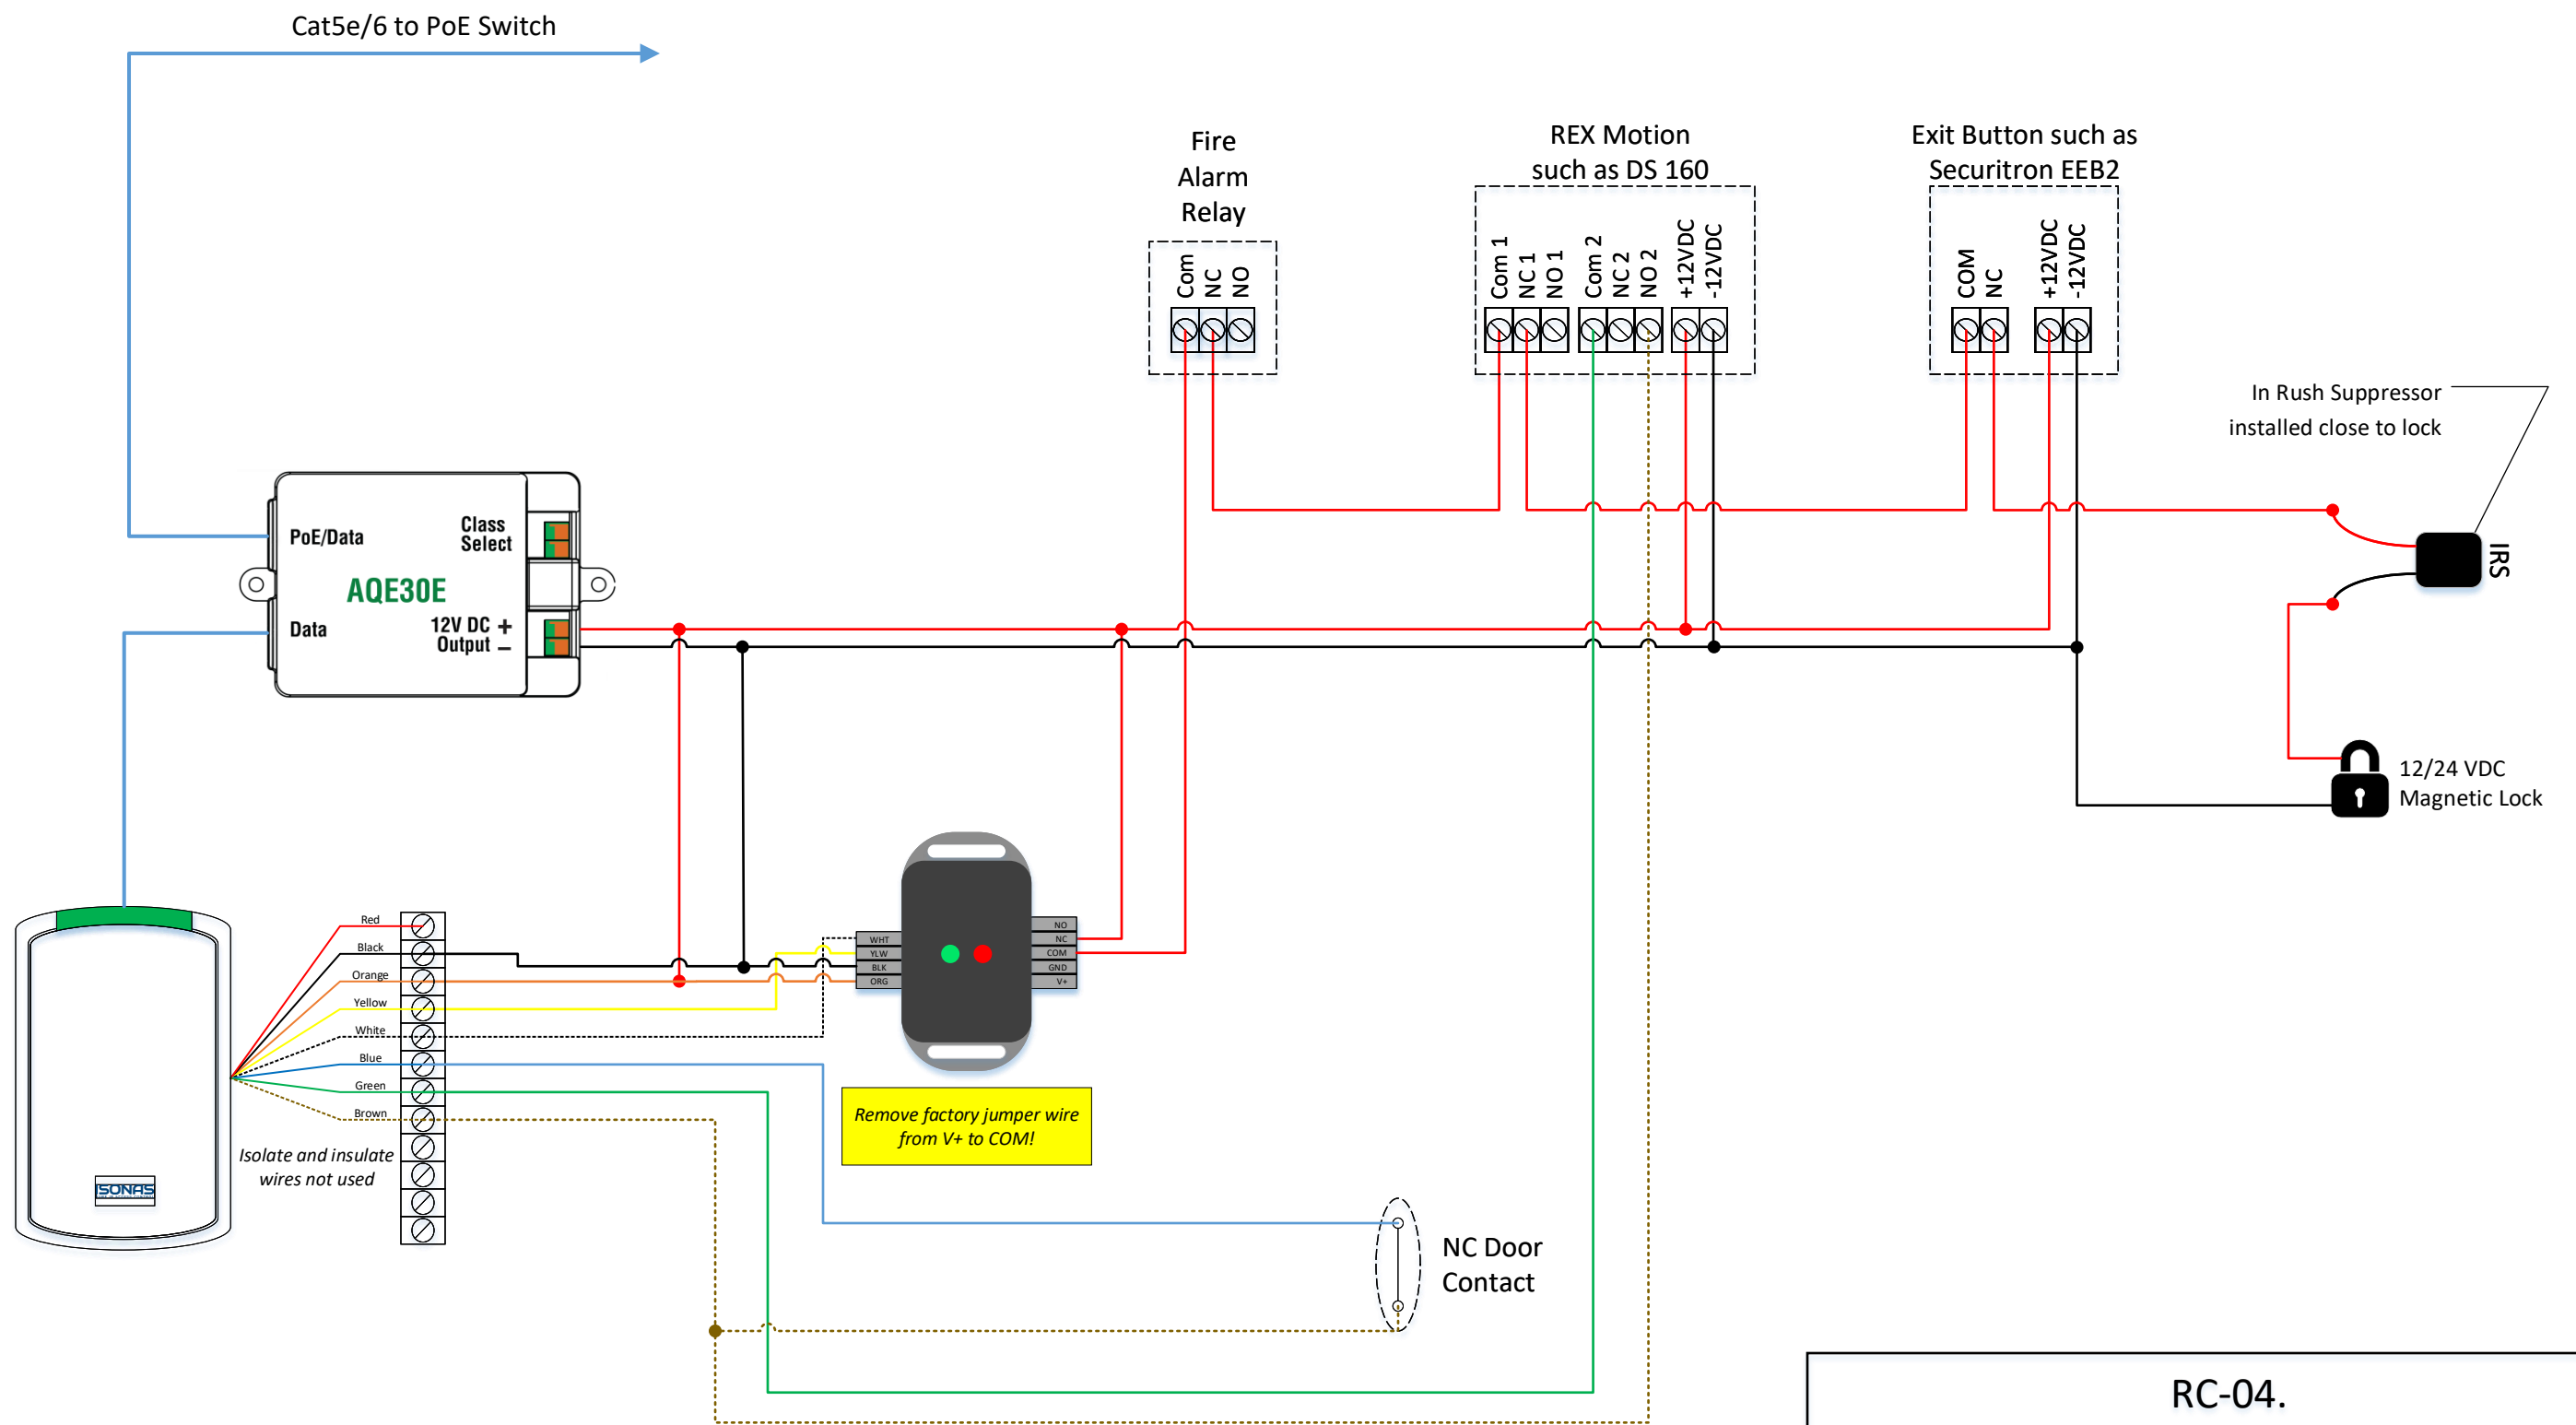 Cat5e/6 to PoE Switch
Fire
Alarm
Relay
Com
NC
NO
REX Motion
such as DS 160
Com 1
NC 1
NO 1
Com 2
NC 2
NO 2
+12VDC
-12VDC
Exit Button such as
Securitron EEB2
COM
NC
+12VDC
-12VDC
In Rush Suppressor
installed close to lock
IRS
PoE/Data
Class
Select
AQE30E
Data
12V DC +
Output –
12/24 VDC
Magnetic Lock
Red
Black
Orange
Yellow
White
Blue
Green
Brown
Isolate and insulate
wires not used
ISONAS
WHT
YLW
BLK
ORG
NO
NC
COM
GND
V+
Remove factory jumper wire
from V+ to COM!
NC Door
Contact
RC-04.